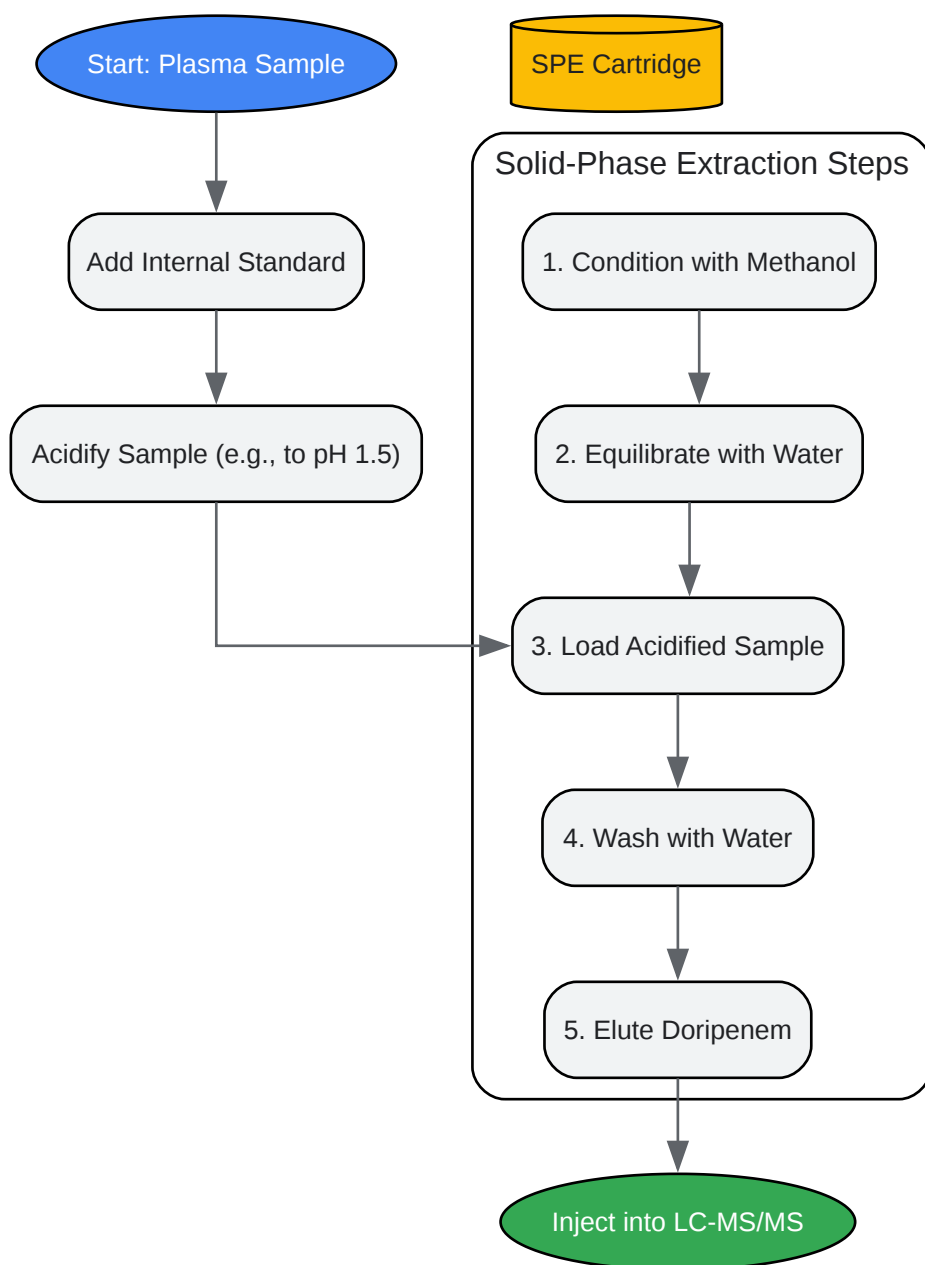 Start: Plasma Sample
SPE Cartridge
Solid-Phase Extraction Steps
Add Internal Standard
1. Condition with Methanol
Acidify Sample (e.g., to pH 1.5)
2. Equilibrate with Water
3. Load Acidified Sample
4. Wash with Water
5. Elute Doripenem
Inject into LC-MS/MS